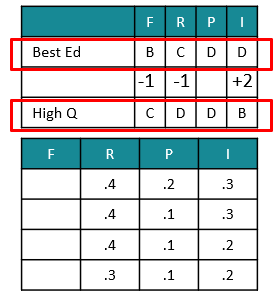 F R P I
Best Ed B C D D
-1 -1 +2
High Q C D D B
F R P I
.4 .2 .3
.4 .1 .3
.4 .1 .2
.3 .1 .2